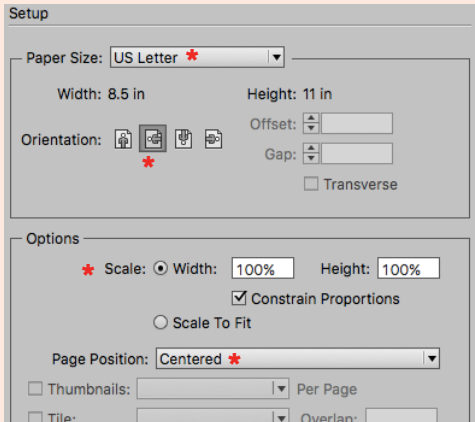 Setup
Paper Size: US Letter *
Width: 8.5 in Height: 11 in
Orientation: Offset:
*
Gap:
Transverse
Options
* Scale: Width: 100% Height: 100%
Constrain Proportions
Scale To Fit
Page Position: Centered *
Thumbnails: Per Page
Tile: Overlap: